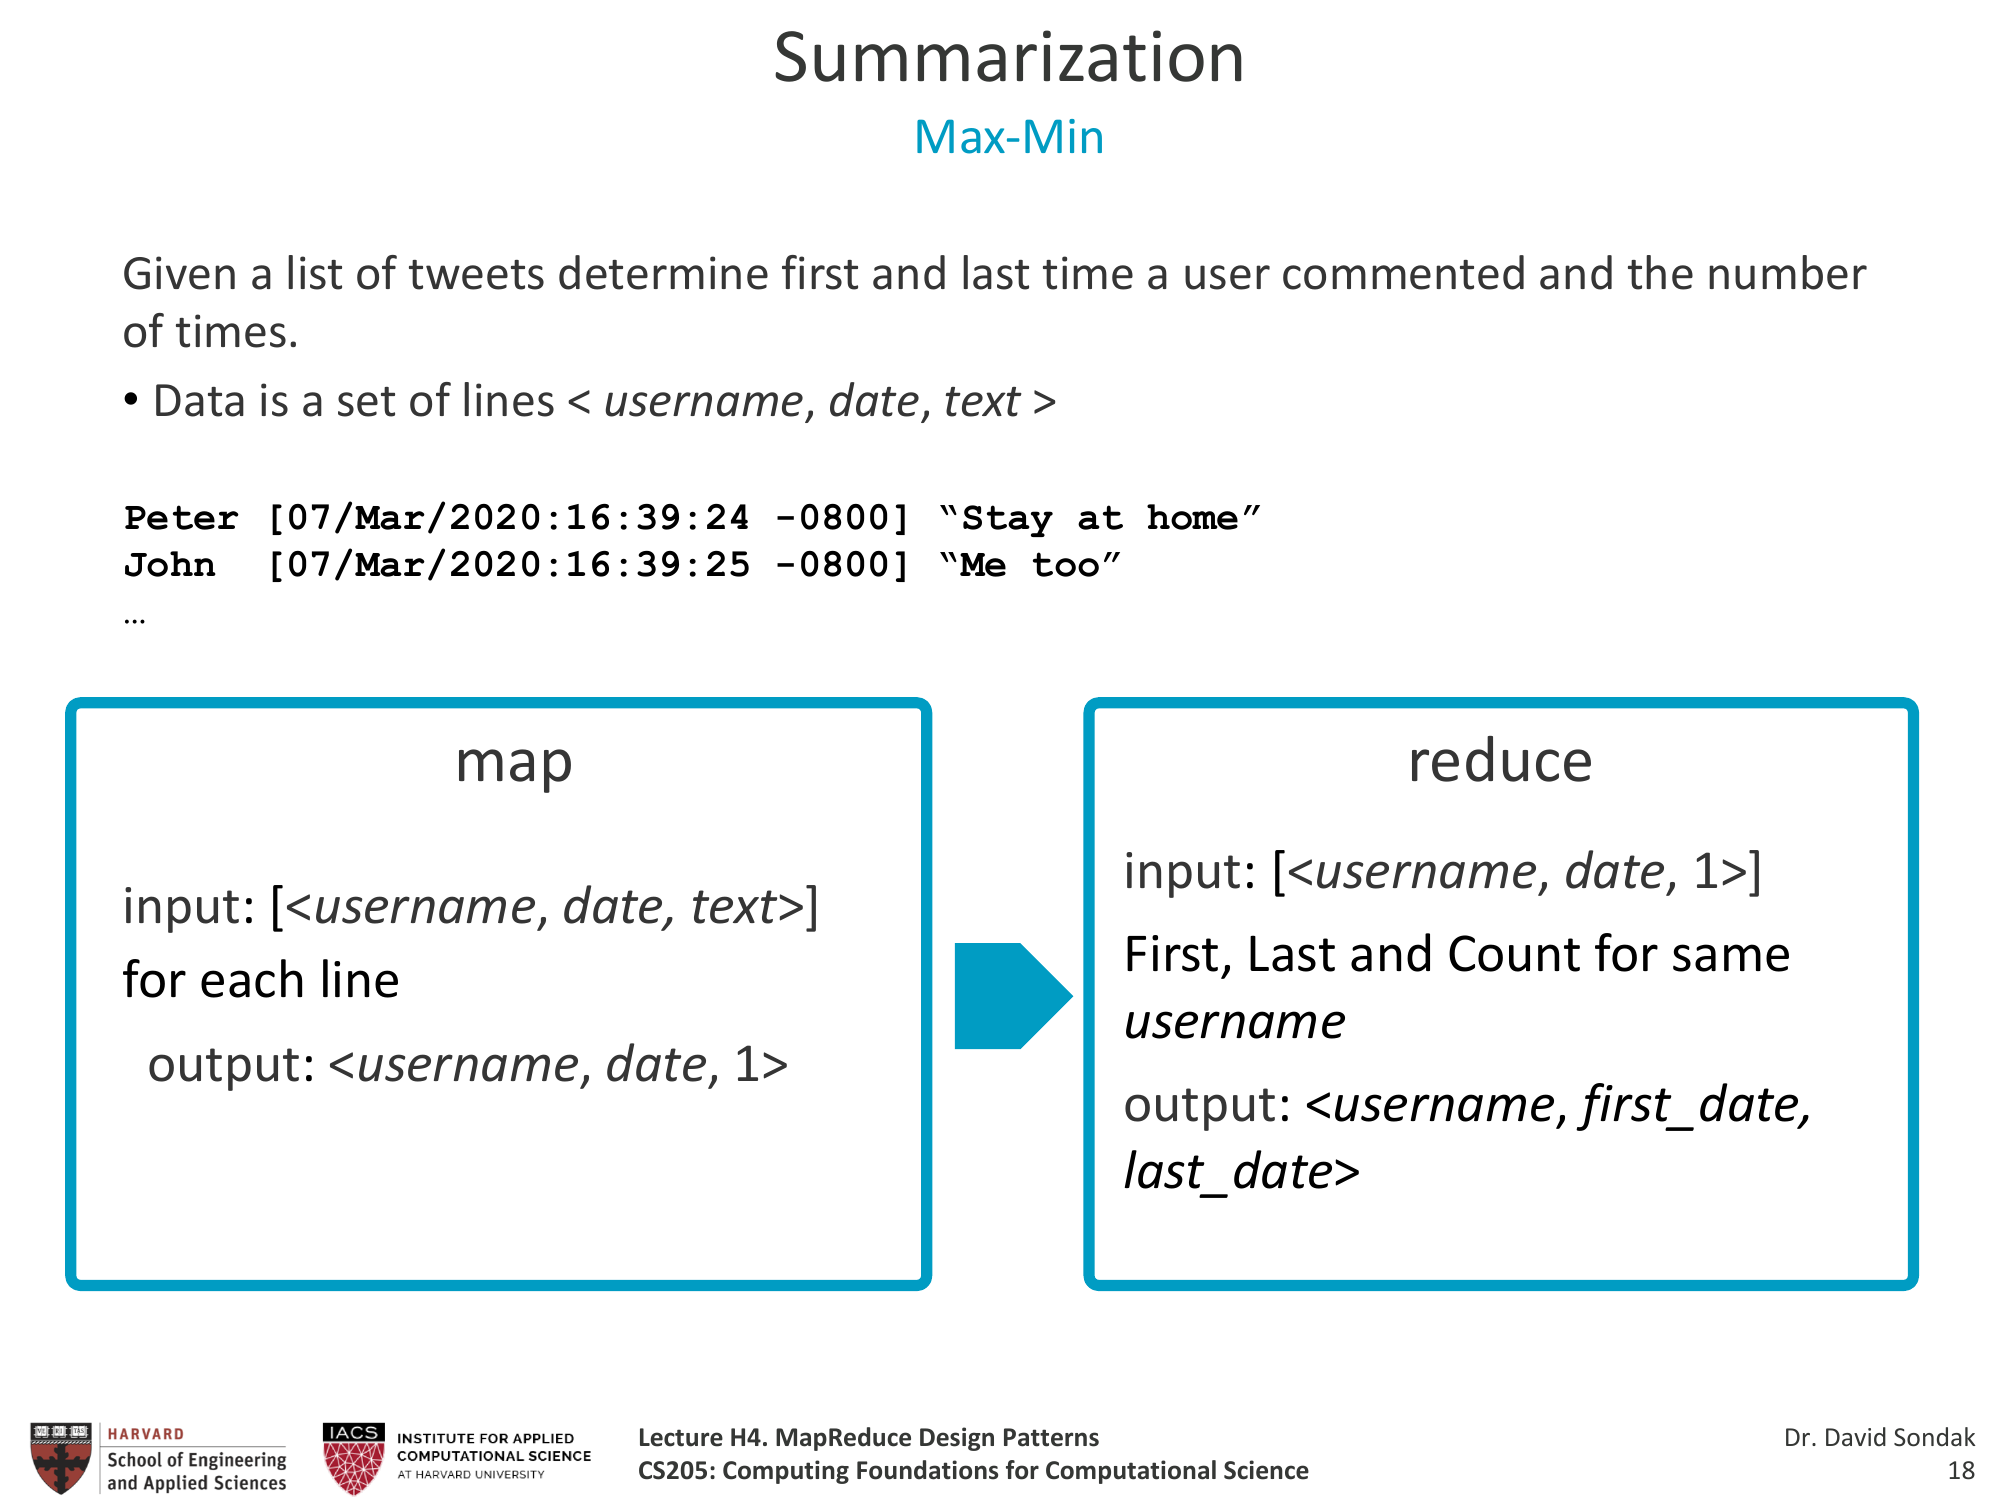 Summarization
Max-Min
Given a list of tweets determine first and last time a user commented and the number
of times.
• Data is a set of lines < username, date, text >
Peter [07/Mar/2020:16:39:24 -0800] “Stay at home”
John  [07/Mar/2020:16:39:25 -0800] “Me too”
…
map
input: [<username, date, text>]
for each line
output: <username, date, 1>
reduce
input: [<username, date, 1>]
First, Last and Count for same
username
output: <username, first_date,
last_date>
HARVARD
School of Engineering
and Applied Sciences
IACS
INSTITUTE FOR APPLIED
COMPUTATIONAL SCIENCE
AT HARVARD UNIVERSITY
Lecture H4. MapReduce Design Patterns
CS205: Computing Foundations for Computational Science
Dr. David Sondak
18